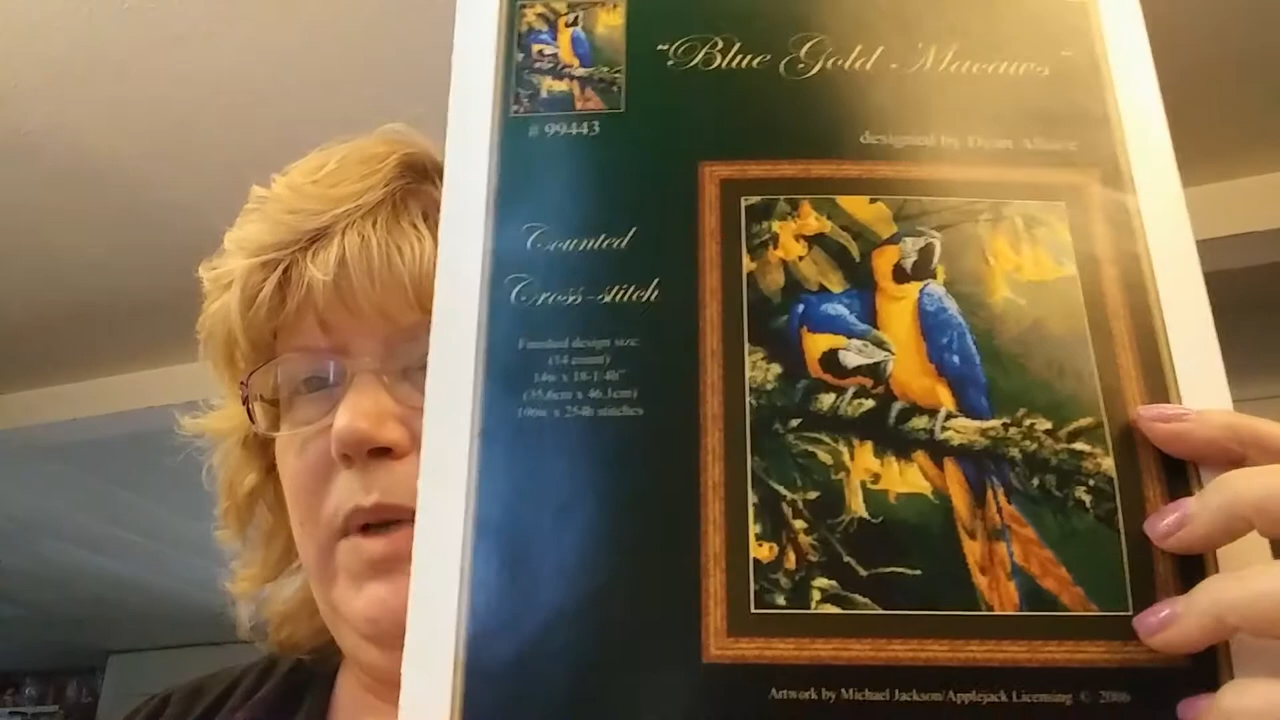 "Blue Gold Macaws"
# 99443
designed by Dyan Allaire
Counted
Cross-stitch
Finished design size:
(14 count)
14w x 18-1/4h"
(35.6cm x 46.1cm)
196w x 254h stitches
Artwork by Michael Jackson/Applejack Licensing © 2006